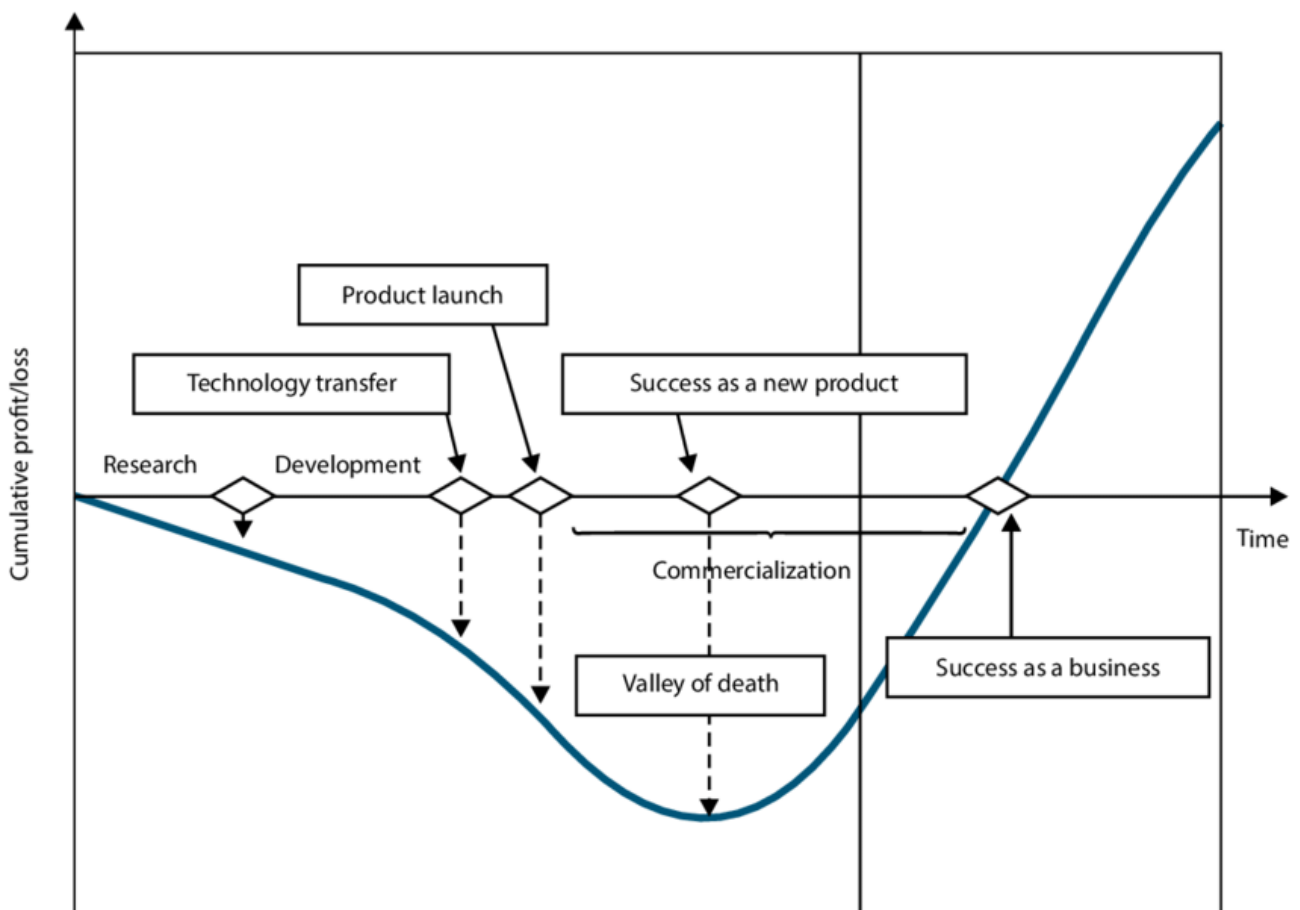 Product launch
Technology transfer
Success as a new product
Research
Development
Cumulative profit/loss
Time
Commercialization
Valley of death
Success as a business